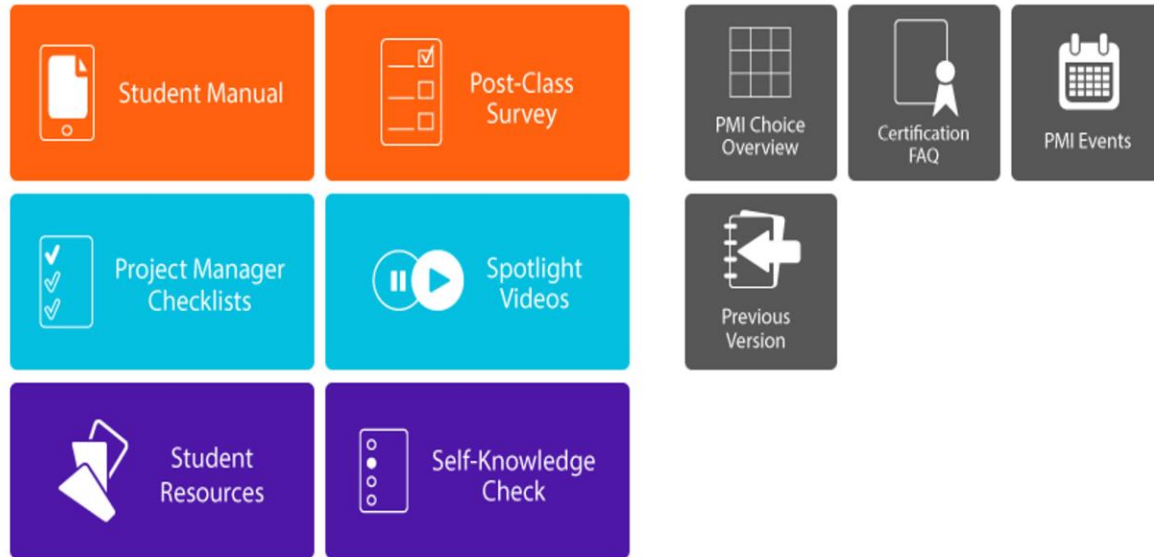 Student Manual
Post-Class
Survey
PMI Choice
Overview
Certification
FAQ
PMI Events
Project Manager
Checklists
Spotlight
Videos
Previous
Version
Student
Resources
Self-Knowledge
Check